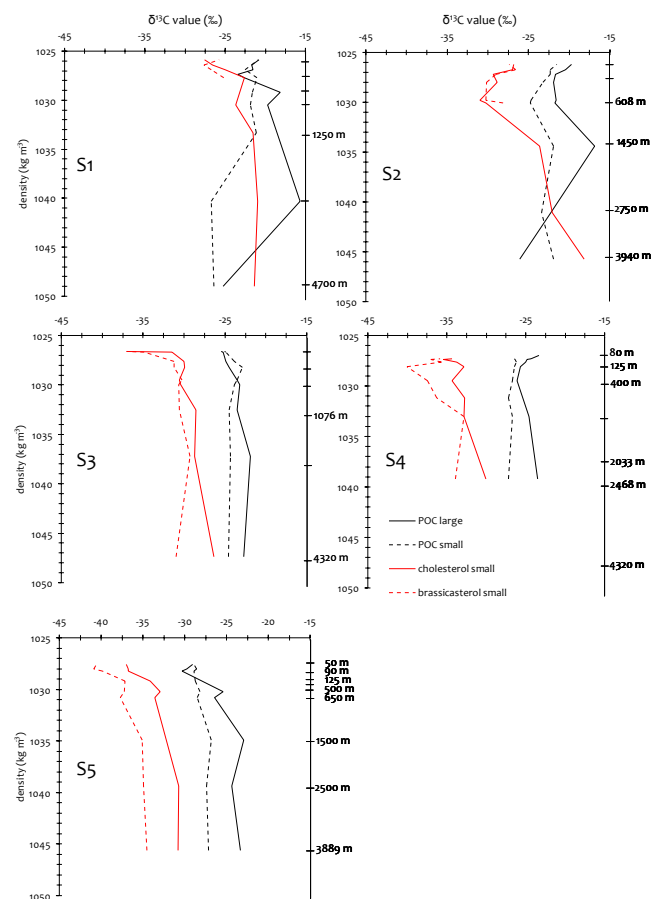 δ¹³C value (‰)
-45 -35 -25 -15
1025
1030
1035
1040
1045
1050
density (kg m³)
S1
1250 m
4700 m
δ¹³C value (‰)
-45 -35 -25 -15
1025
1030
1035
1040
1045
1050
S2
608 m
1450 m
2750 m
3940 m
-45 -35 -25 -15
1025
1030
1035
1040
1045
1050
density (kg m³)
S3
1076 m
4320 m
-45 -35 -25 -15
1025
1030
1035
1040
1045
1050
S4
80 m
125 m
400 m
2033 m
2468 m
4320 m
POC large
POC small
cholesterol small
brassicasterol small
-45 -40 -35 -30 -25 -20 -15
1025
1030
1035
1040
1045
1050
density (kg m³)
S5
50 m
90 m
125 m
500 m
650 m
1500 m
2500 m
3889 m